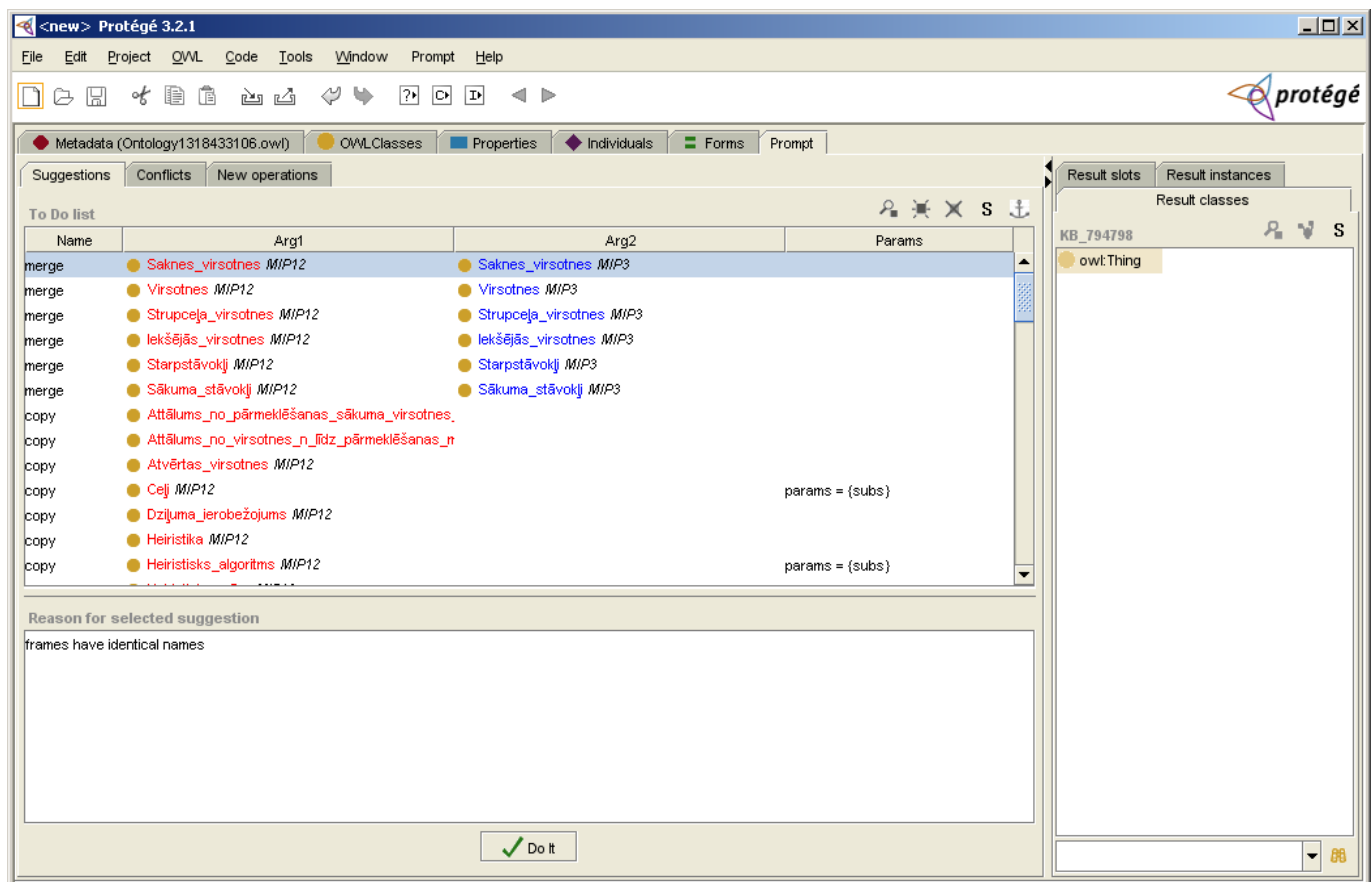 <new> Protégé 3.2.1
File Edit Project OWL Code Tools Window Prompt Help
protégé
Metadata (Ontology1318433106.owl) OWLClasses Properties Individuals Forms Prompt
Suggestions Conflicts New operations
Result slots Result instances
Result classes
To Do list S
KB_794798 S
Name Arg1 Arg2 Params
owl:Thing
merge Saknes_virsotnes MIP12 Saknes_virsotnes MIP3
merge Virsotnes MIP12 Virsotnes MIP3
merge Strupceļa_virsotnes MIP12 Strupceļa_virsotnes MIP3
merge Iekšējās_virsotnes MIP12 Iekšējās_virsotnes MIP3
merge Starpstāvokļi MIP12 Starpstāvokļi MIP3
merge Sākuma_stāvokļi MIP12 Sākuma_stāvokļi MIP3
copy Attālums_no_pārmeklēšanas_sākuma_virsotnes_
copy Attālums_no_virsotnes_n_līdz_pārmeklēšanas_m
copy Atvērtas_virsotnes MIP12
copy Ceļi MIP12 params = {subs}
copy Dziļuma_ierobežojums MIP12
copy Heiristika MIP12
copy Heiristisks_algoritms MIP12 params = {subs}
Reason for selected suggestion
frames have identical names
Do It